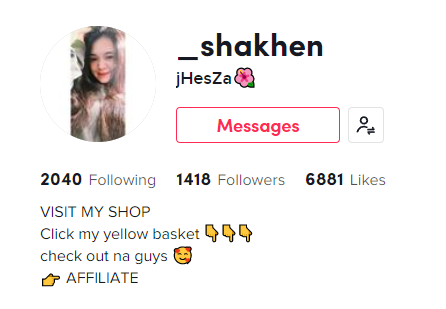 _shakhen
jHesZa🌺
Messages
2040 Following 1418 Followers 6881 Likes
VISIT MY SHOP
Click my yellow basket 👇👇👇
check out na guys 🥰
👉 AFFILIATE